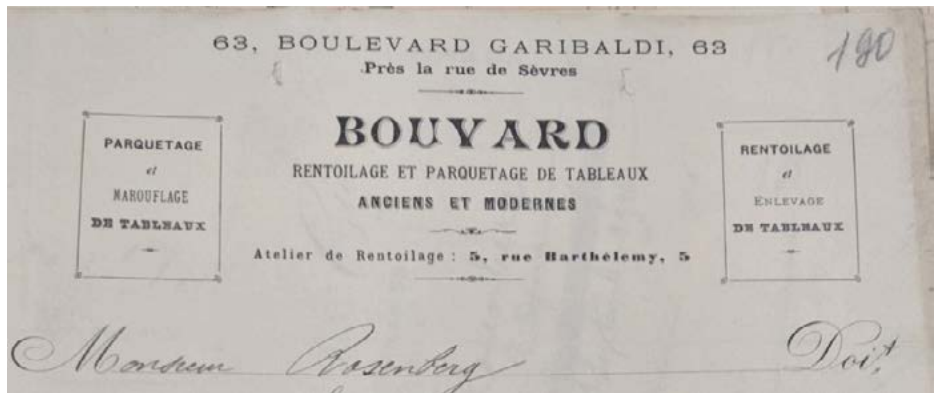 63, BOULEVARD GARIBALDI, 63
190
Près la rue de Sèvres
BOUVARD
RENTOILAGE ET PARQUETAGE DE TABLEAUX
ANCIENS ET MODERNES
Atelier de Rentoilage : 5, rue Barthélemy, 5
PARQUETAGE
et
MAROUFLAGE
DE TABLEAUX
RENTOILAGE
et
ENLEVAGE
DE TABLEAUX
Monsieur Rosenberg Doit,